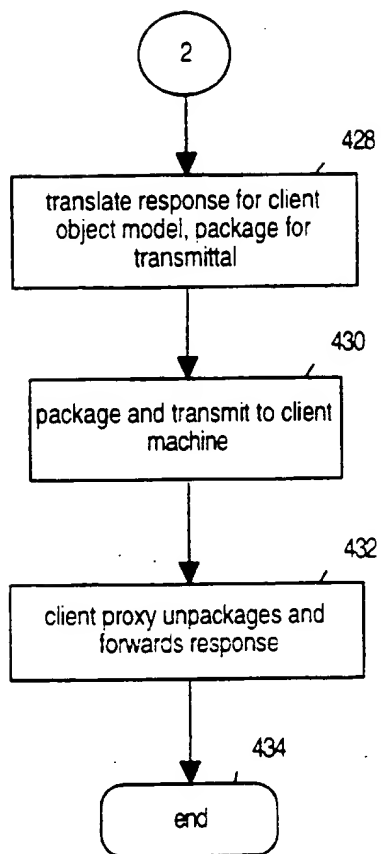 2
428
translate response for client
object model, package for
transmittal
430
package and transmit to client
machine
432
client proxy unpackages and
forwards response
434
end